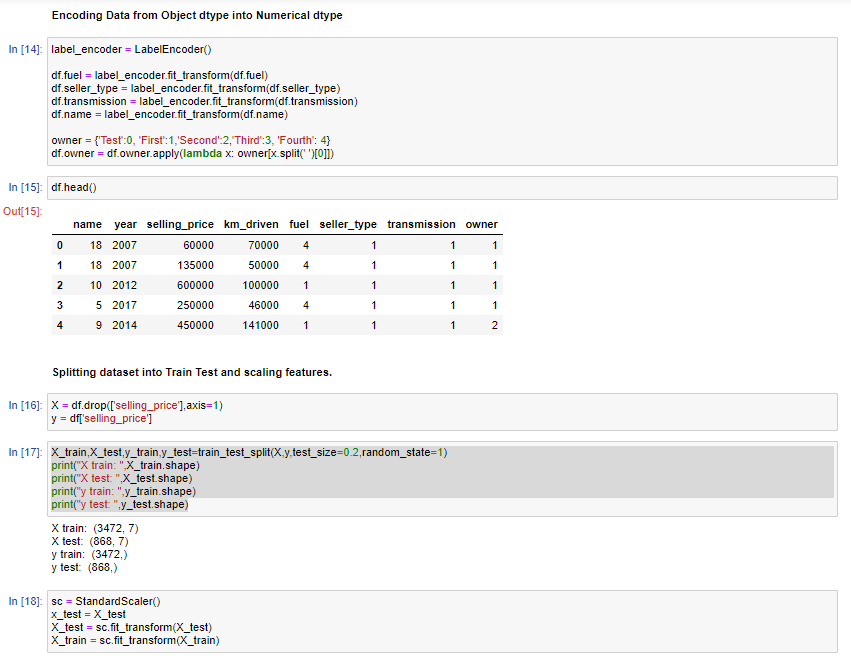 Encoding Data from Object dtype into Numerical dtype
In [14]: label_encoder = LabelEncoder()
df.fuel = label_encoder.fit_transform(df.fuel)
df.seller_type = label_encoder.fit_transform(df.seller_type)
df.transmission = label_encoder.fit_transform(df.transmission)
df.name = label_encoder.fit_transform(df.name)
owner = {'Test':0, 'First':1,'Second':2,'Third':3, 'Fourth': 4}
df.owner = df.owner.apply(lambda x: owner[x.split(' ')[0]])
In [15]: df.head()
Out[15]:
name year selling_price km_driven fuel seller_type transmission owner
0 18 2007 60000 70000 4 1 1 1
1 18 2007 135000 50000 4 1 1 1
2 10 2012 600000 100000 1 1 1 1
3 5 2017 250000 46000 4 1 1 1
4 9 2014 450000 141000 1 1 1 2
Splitting dataset into Train Test and scaling features.
In [16]: X = df.drop(['selling_price'],axis=1)
y = df['selling_price']
In [17]: X_train,X_test,y_train,y_test=train_test_split(X,y,test_size=0.2,random_state=1)
print("X train: ",X_train.shape)
print("X test: ",X_test.shape)
print("y train: ",y_train.shape)
print("y test: ",y_test.shape)
X train:  (3472, 7)
X test:  (868, 7)
y train:  (3472,)
y test:  (868,)
In [18]: sc = StandardScaler()
x_test = X_test
X_test = sc.fit_transform(X_test)
X_train = sc.fit_transform(X_train)